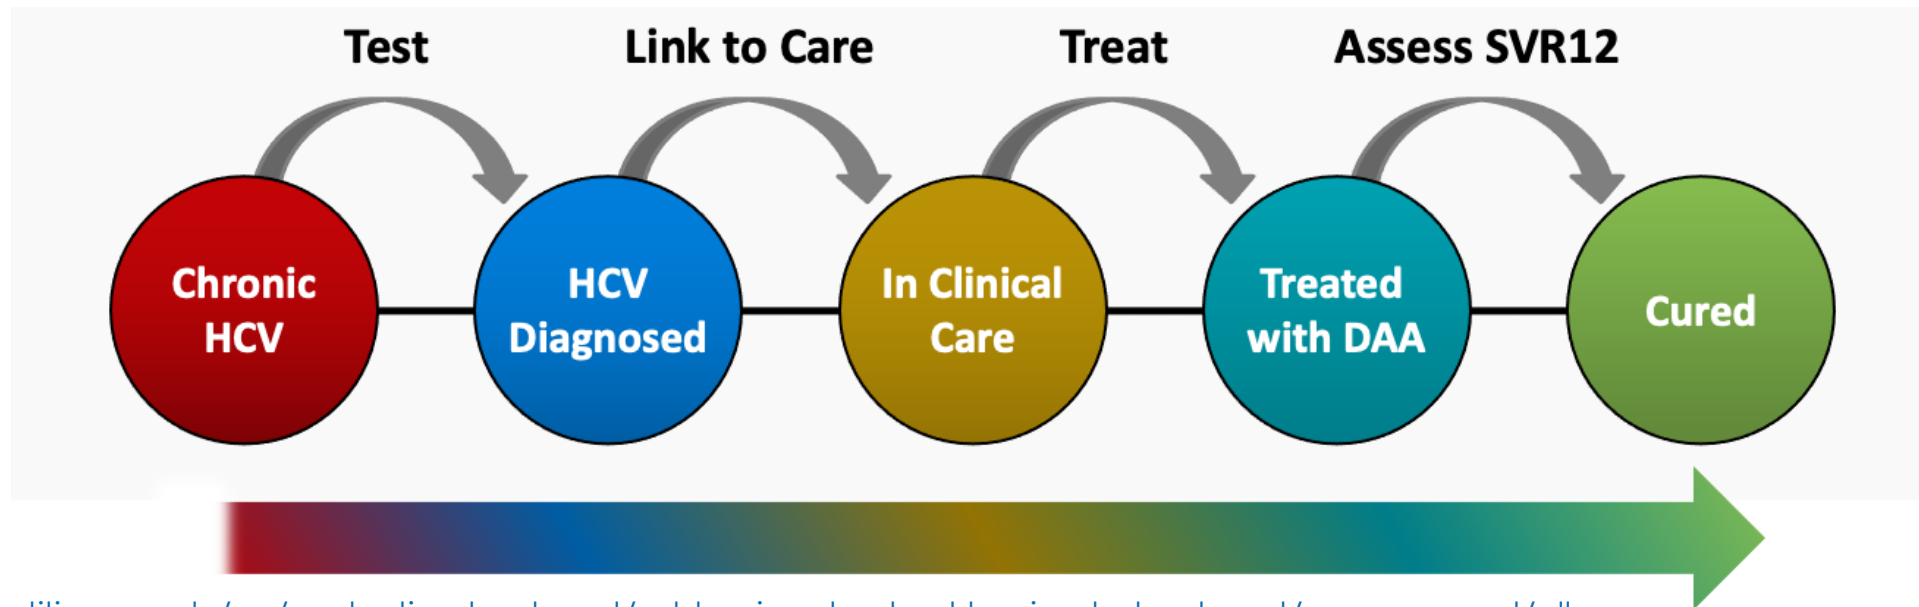 Test
Link to Care
Treat
Assess SVR12
Chronic
HCV
HCV
Diagnosed
In Clinical
Care
Treated
with DAA
Cured